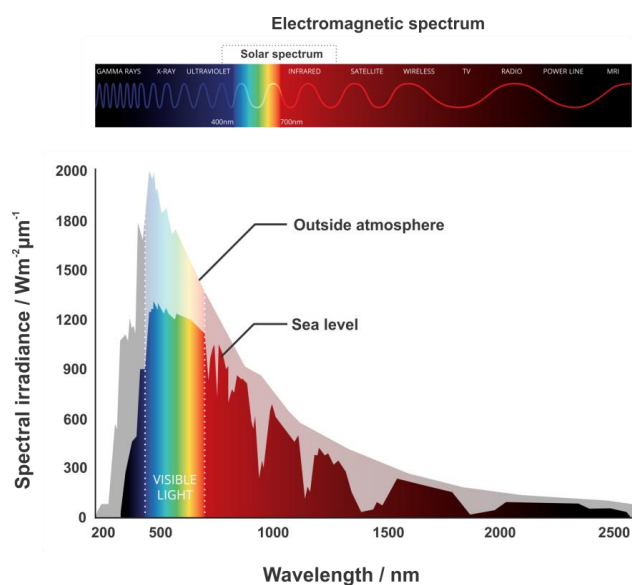 Electromagnetic spectrum
Solar spectrum
GAMMA RAYS X-RAY ULTRAVIOLET INFRARED SATELLITE WIRELESS TV RADIO POWER LINE MRI
400nm 700nm
Spectral irradiance / Wm⁻²µm⁻¹
2000
1800
1500
1200
900
600
300
0
Outside atmosphere
Sea level
VISIBLE
LIGHT
200 500 1000 1500 2000 2500
Wavelength / nm